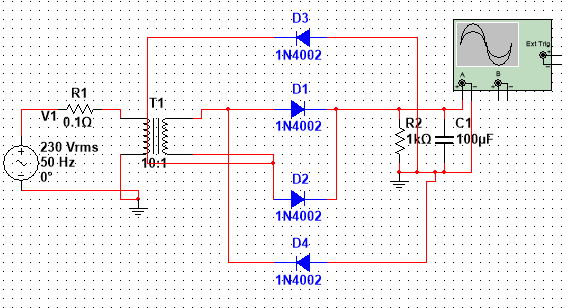 D3
1N4002
Ext Trig
A
B
D1
1N4002
R1
0.1Ω
T1
10:1
V1
230 Vrms
50 Hz
0°
R2
1kΩ
C1
100µF
D2
1N4002
D4
1N4002